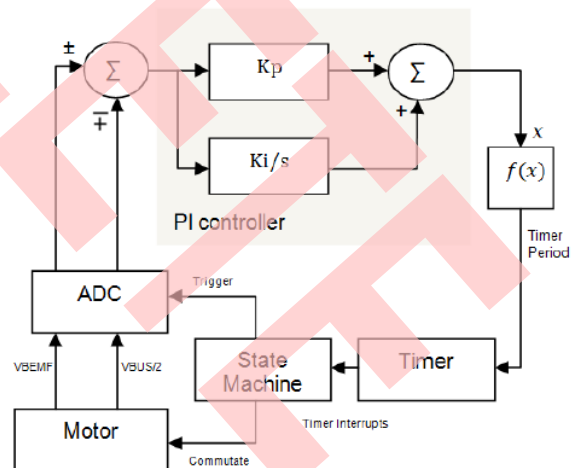 ±
Σ
∓
Kp
+
Σ
+
Ki/s
x
f(x)
PI controller
Timer
Period
ADC
Trigger
VBEMF
VBUS/2
State
Machine
Timer
Timer Interrupts
Motor
Commutate